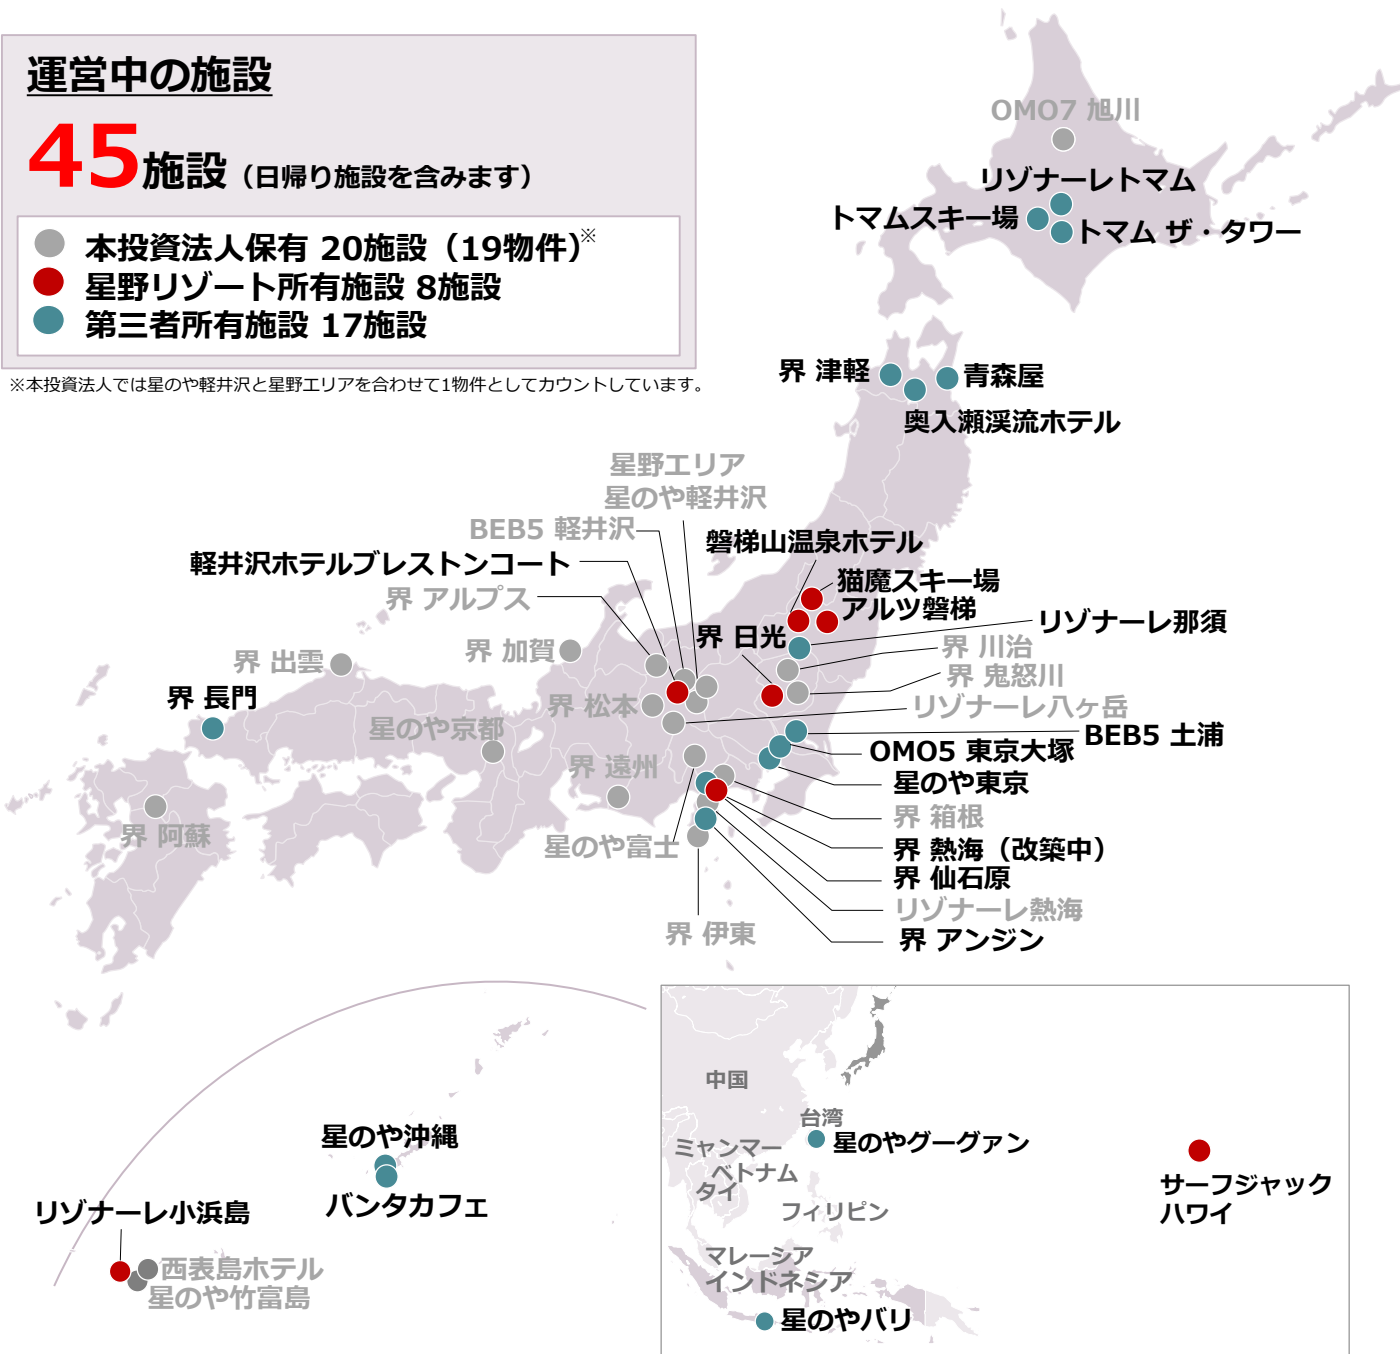 運営中の施設
45施設（日帰り施設を含みます）
本投資法人保有 20施設（19物件）※
星野リゾート所有施設 8施設
第三者所有施設 17施設
※本投資法人では星のや軽井沢と星野エリアを合わせて1物件としてカウントしています。
OMO7 旭川
リゾナーレトマム
トマムスキー場
トマム ザ・タワー
界 津軽
青森屋
奥入瀬渓流ホテル
星野エリア
星のや軽井沢
BEB5 軽井沢
軽井沢ホテルブレストンコート
界 アルプス
磐梯山温泉ホテル
猫魔スキー場
アルツ磐梯
リゾナーレ那須
界 日光
界 川治
界 鬼怒川
リゾナーレ八ヶ岳
界 加賀
界 出雲
界 長門
界 松本
星のや京都
界 遠州
BEB5 土浦
OMO5 東京大塚
星のや東京
界 箱根
界 阿蘇
星のや富士
界 熱海（改築中）
界 仙石原
リゾナーレ熱海
界 伊東
界 アンジン
中国
台湾
星のやグーグァン
ミャンマー
ベトナム
タイ
フィリピン
マレーシア
インドネシア
星のやバリ
サーフジャック
ハワイ
星のや沖縄
バンタカフェ
リゾナーレ小浜島
西表島ホテル
星のや竹富島